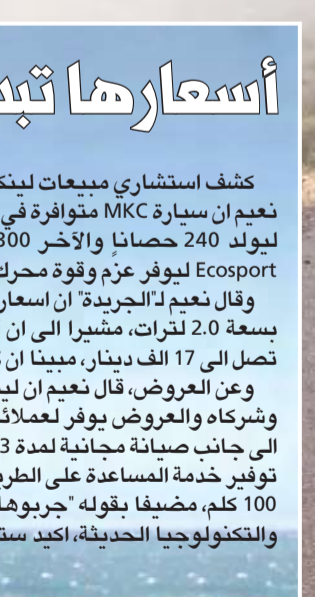 أسعارها تبد
كشف استشاري مبيعات لينك
نعيم ان سيارة MKC متوافرة في
ليولد 240 حصاناً والآخر 300
Ecosport ليوفر عزم وقوة محرك
وقال نعيم لـ"الجريدة" ان اسعار
بسعة 2.0 لترات، مشيرا الى ان
تصل الى 17 الف دينار، مبينا ان
وعن العروض، قال نعيم ان لي
وشركاه والعروض يوفر لعملائ
الى جانب صيانة مجانية لمدة 3
توفير خدمة المساعدة على الطر
100 كلم، مضيفا بقوله "جربوها
والتكنولوجيا الحديثة، اكيد ست